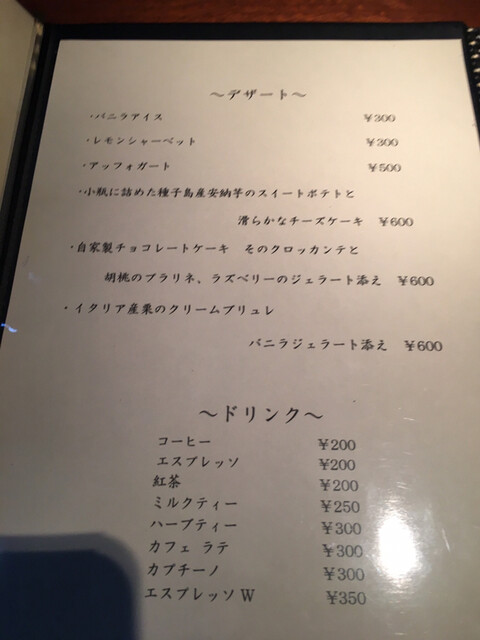 ～デザート～
・バニラアイス ¥300
・レモンシャーベット ¥300
・アッフォガート ¥500
・小瓶に詰めた種子島産安納芋のスイートポテトと
滑らかなチーズケーキ ¥600
・自家製チョコレートケーキ そのクロッカンテと
胡桃のプラリネ、ラズベリーのジェラート添え ¥600
・イタリア産栗のクリームブリュレ
バニラジェラート添え ¥600
～ドリンク～
コーヒー ¥200
エスプレッソ ¥200
紅茶 ¥200
ミルクティー ¥250
ハーブティー ¥300
カフェ ラテ ¥300
カプチーノ ¥300
エスプレッソ W ¥350